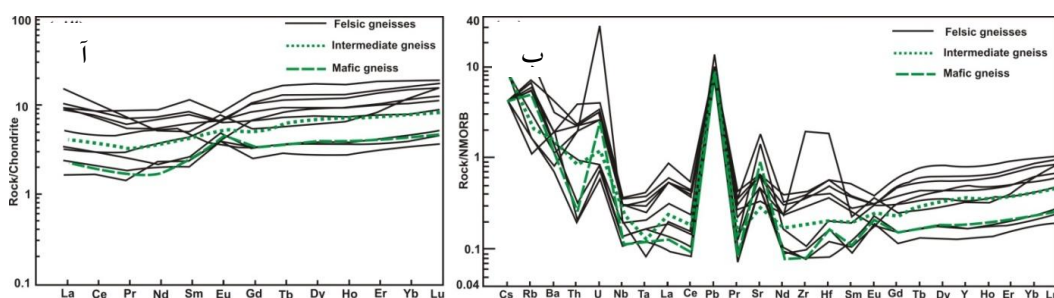 آ
Rock/Chondrite
100
10
1
0.1
Felsic gneisses
Intermediate gneiss
Mafic gneiss
La Ce Pr Nd Sm Eu Gd Tb Dy Ho Er Yb Lu
ب
Rock/NMORB
40
10
1
0.1
0.04
Felsic gneisses
Intermediate gneiss
Mafic gneiss
Cs Rb Ba Th U Nb Ta La Ce Pb Pr Sr Nd Zr Hf Sm Eu Gd Tb Dy Y Ho Er Yb Lu